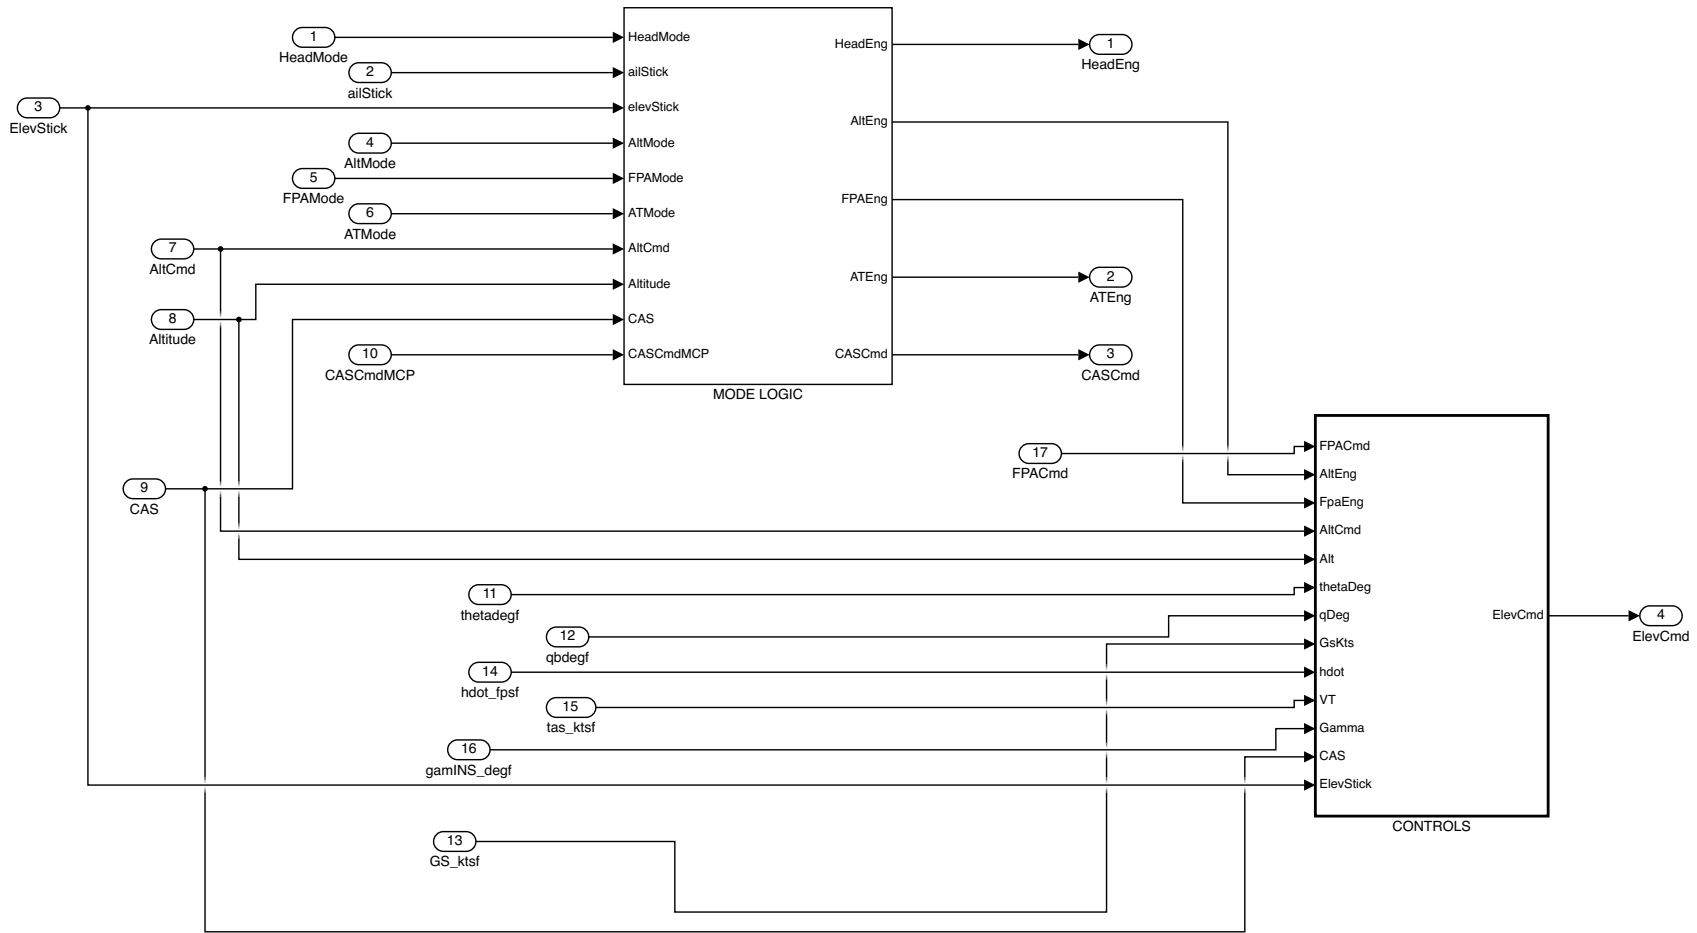 1
HeadMode
2
ailStick
3
ElevStick
4
AltMode
5
FPAMode
6
ATMode
7
AltCmd
8
Altitude
10
CASCmdMCP
9
CAS
HeadMode
ailStick
elevStick
AltMode
FPAMode
ATMode
AltCmd
Altitude
CAS
CASCmdMCP
HeadEng
AltEng
FPAEng
ATEng
CASCmd
MODE LOGIC
1
HeadEng
2
ATEng
3
CASCmd
17
FPACmd
11
thetadegf
12
qbdegf
14
hdot_fpsf
15
tas_ktsf
16
gamINS_degf
13
GS_ktsf
FPACmd
AltEng
FpaEng
AltCmd
Alt
thetaDeg
qDeg
GsKts
hdot
VT
Gamma
CAS
ElevStick
ElevCmd
CONTROLS
4
ElevCmd